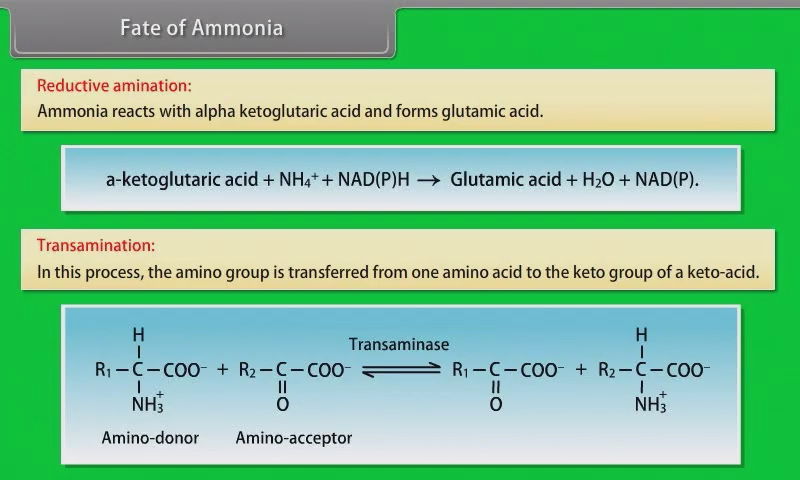 Fate of Ammonia
Reductive amination:
Ammonia reacts with alpha ketoglutaric acid and forms glutamic acid.
a-ketoglutaric acid + NH₄⁺ + NAD(P)H → Glutamic acid + H₂O + NAD(P).
Transamination:
In this process, the amino group is transferred from one amino acid to the keto group of a keto-acid.
H H
Transaminase
R₁ – C – COO⁻ + R₂ – C – COO⁻ ⇌ R₁ – C – COO⁻ + R₂ – C – COO⁻
NH₃⁺ O O NH₃⁺
Amino-donor Amino-acceptor